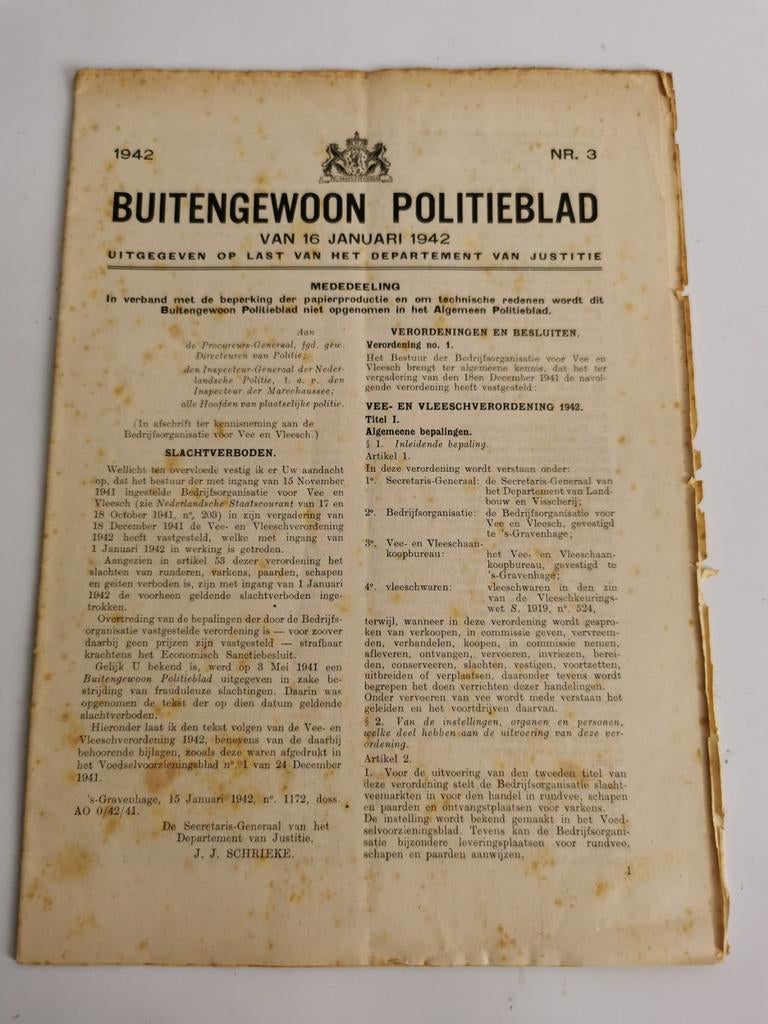 1942
NR. 3
BUITENGEWOON POLITIEBLAD
VAN 16 JANUARI 1942
UITGEGEVEN OP LAST VAN HET DEPARTEMENT VAN JUSTITIE
MEDEDEELING
In verband met de beperking der papierproductie en om technische redenen wordt dit
Buitengewoon Politieblad niet opgenomen in het Algemeen Politieblad.
Aan
de Procureurs-Generaal, fgd. gew.
Directeuren van Politie;
den Inspecteur-Generaal der Neder-
landsche Politie, t. a. v. den
Inspecteur der Marechaussee;
alle Hoofden van plaatselijke politie.
(In afschrift ter kennisneming aan de
Bedrijfsorganisatie voor Vee en Vleesch.)
SLACHTVERBODEN.
Wellicht ten overvloede vestig ik er Uw aandacht
op, dat het bestuur der met ingang van 15 November
1941 ingestelde Bedrijfsorganisatie voor Vee en
Vleesch (zie Nederlandsche Staatscourant van 17 en
18 October 1941, nº. 203) in zijn vergadering van
18 December 1941 de Vee- en Vleeschverordening
1942 heeft vastgesteld, welke met ingang van
1 Januari 1942 in werking is getreden.
Aangezien in artikel 53 dezer verordening het
slachten van runderen, varkens, paarden, schapen
en geiten verboden is, zijn met ingang van 1 Januari
1942 de voorheen geldende slachtverboden inge-
trokken.
Overtreding van de bepalingen der door de Bedrijfs-
organisatie vastgestelde verordening is — voor zoover
daarbij geen prijzen zijn vastgesteld — strafbaar
krachtens het Economisch Sanctiebesluit.
Gelijk U bekend is, werd op 3 Mei 1941 een
Buitengewoon Politieblad uitgegeven in zake be-
strijding van frauduleuze slachtingen. Daarin was
opgenomen de tekst der op dien datum geldende
slachtverboden.
Hieronder laat ik den tekst volgen van de Vee- en
Vleeschverordening 1942, benevens van de daarbij
behoorende bijlagen, zooals deze waren afgedrukt in
het Voedselvoorzieningsblad nº. 1 van 24 December
1941.
's-Gravenhage, 15 Januari 1942, nº. 1172, doss.
AO 0/42/41.
De Secretaris-Generaal van het
Departement van Justitie,
J. J. SCHRIEKE.
VERORDENINGEN EN BESLUITEN.
Verordening no. 1.
Het Bestuur der Bedrijfsorganisatie voor Vee en
Vleesch brengt ter algemeene kennis, dat het ter
vergadering van den 18en December 1941 de navol-
gende verordening heeft vastgesteld:
VEE- EN VLEESCHVERORDENING 1942.
Titel I.
Algemeene bepalingen.
§ 1. Inleidende bepaling.
Artikel 1.
In deze verordening wordt verstaan onder:
1º. Secretaris-Generaal: de Secretaris-Generaal van
het Departement van Land-
bouw en Visscherij;
2º. Bedrijfsorganisatie: de Bedrijfsorganisatie voor
Vee en Vleesch, gevestigd
te 's-Gravenhage;
3º. Vee- en Vleeschaan-
koopbureau: het Vee- en Vleeschaan-
koopbureau, gevestigd te
's-Gravenhage;
4º. vleeschwaren: vleeschwaren in den zin
van de Vleeschkeurings-
wet S. 1919, nº. 524,
terwijl, wanneer in deze verordening wordt gespro-
ken van verkoopen, in commissie geven, vervreem-
den, verhandelen, koopen, in commissie nemen,
afleveren, ontvangen, vervoeren, invriezen, berei-
den, conserveeren, slachten, vestigen, voortzetten,
uitbreiden of verplaatsen, daaronder tevens wordt
begrepen het doen verrichten dezer handelingen.
Onder vervoeren van vee wordt mede verstaan het
geleiden en het voortdrijven daarvan.
§ 2. Van de instellingen, organen en personen,
welke deel hebben aan de uitvoering van deze ver-
ordening.
Artikel 2.
1. Voor de uitvoering van den tweeden titel van
deze verordening stelt de Bedrijfsorganisatie slacht-
veemarkten in voor den handel in rundvee, schapen
en paarden en ontvangstplaatsen voor varkens.
De instelling wordt bekend gemaakt in het Voed-
selvoorzieningblad. Tevens kan de Bedrijfsorgani-
satie bijzondere leveringsplaatsen voor rundvee,
schapen en paarden aanwijzen.
1